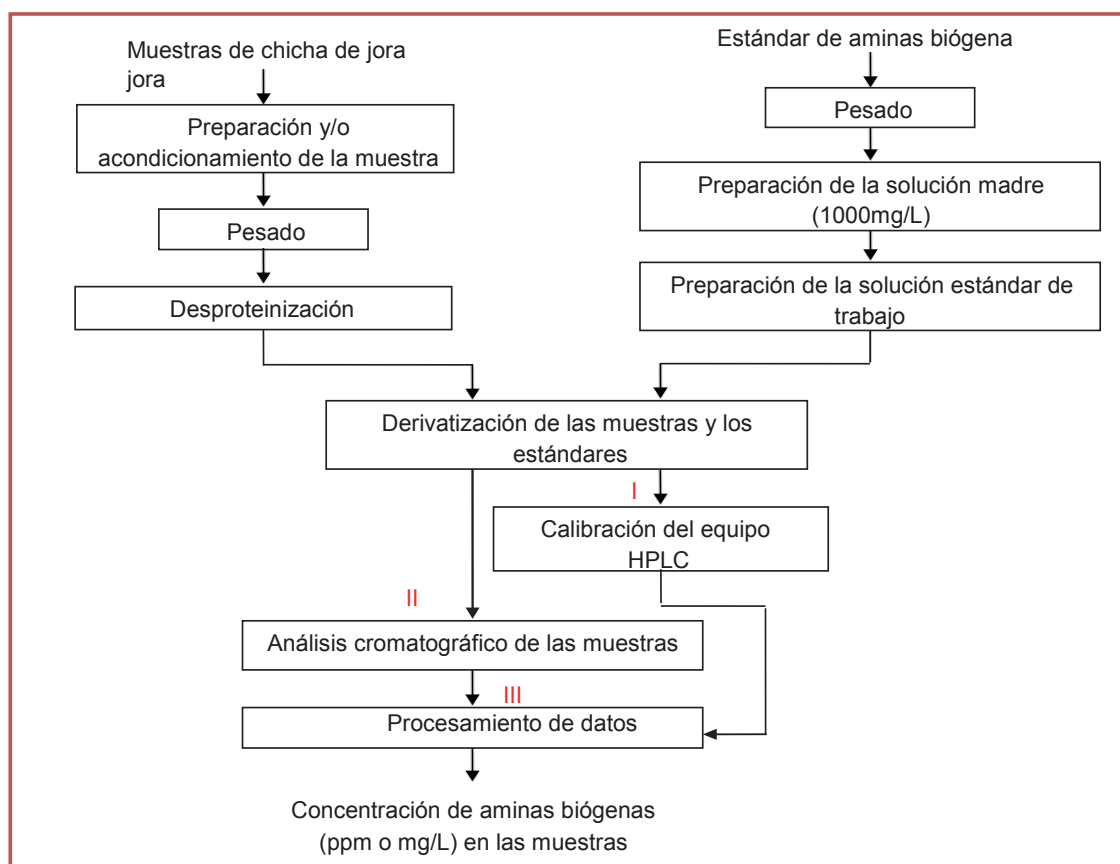 Muestras de chicha de jora
jora
Preparación y/o
acondicionamiento de la muestra
Pesado
Desproteinización
Estándar de aminas biógena
Pesado
Preparación de la solución madre
(1000mg/L)
Preparación de la solución estándar de
trabajo
Derivatización de las muestras y los
estándares
I
Calibración del equipo
HPLC
II
Análisis cromatográfico de las muestras
III
Procesamiento de datos
Concentración de aminas biógenas
(ppm o mg/L) en las muestras